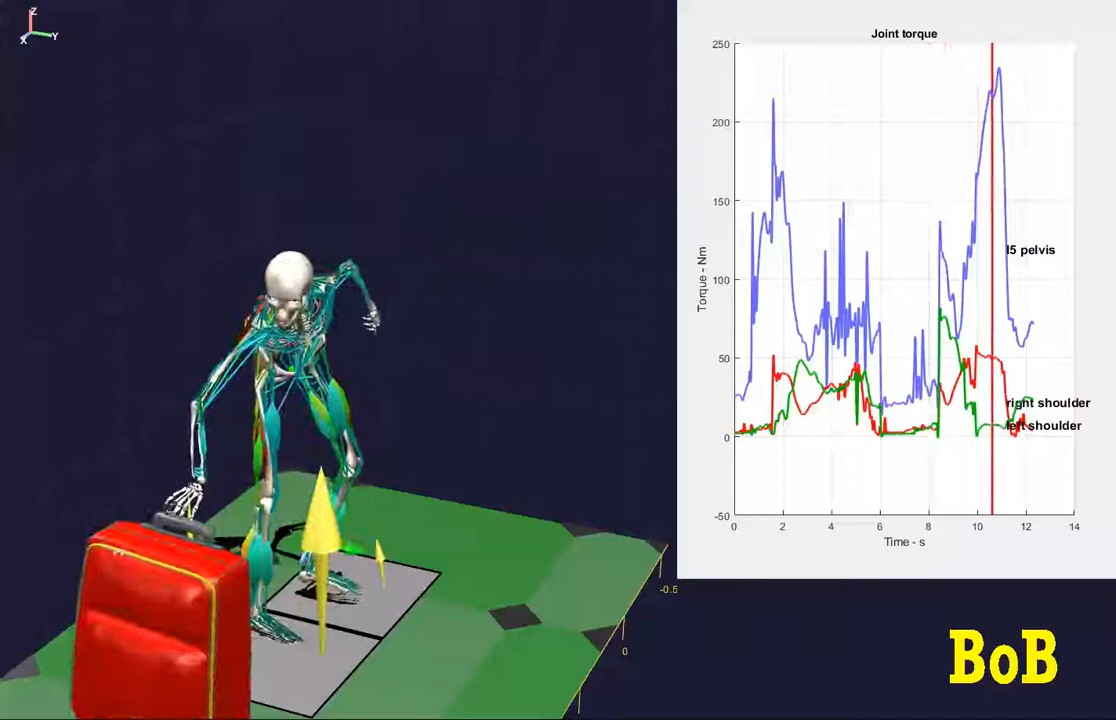 Z
X
Y
Joint torque
250
200
150
100
50
0
-50
Torque - Nm
l5 pelvis
right shoulder
left shoulder
0
2
4
6
8
10
12
14
Time - s
-0.5
0
BoB